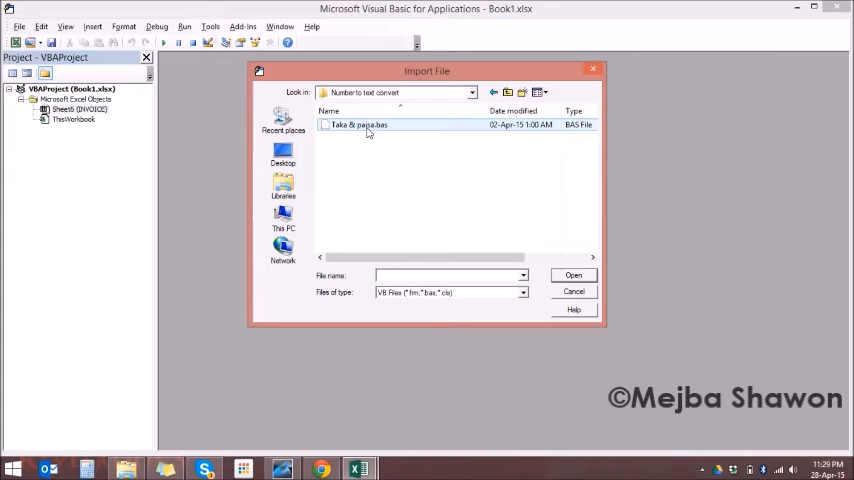 Microsoft Visual Basic for Applications - Book1.xlsx
File Edit View Insert Format Debug Run Tools Add-Ins Window Help
Project - VBAProject
VBAProject (Book1.xlsx)
Microsoft Excel Objects
Sheet6 (INVOICE)
ThisWorkbook
Import File
Look in: Number to text convert
Name Date modified Type
Taka & paisa.bas 02-Apr-15 1:00 AM BAS File
Recent places
Desktop
Libraries
This PC
Network
File name: Open
Files of type: VB Files (*.frm;*.bas;*.cls) Cancel
Help
©Mejba Shawon
11:29 PM
28-Apr-15